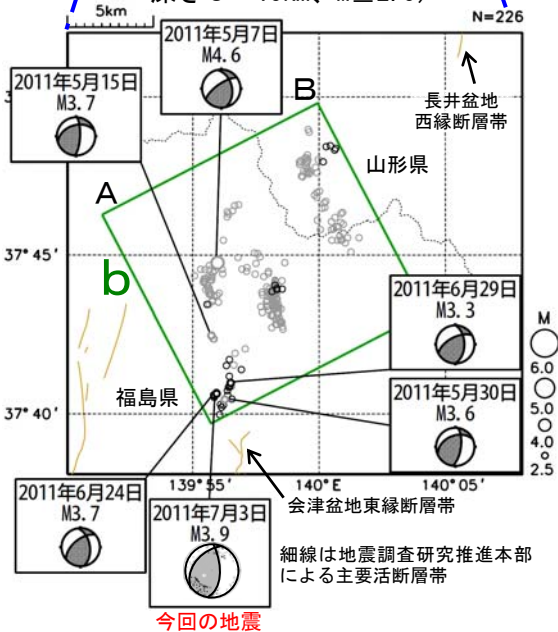 5km
N=226
2011年5月7日
M4.6
2011年5月15日
M3.7
B
長井盆地
西縁断層帯
山形県
A
37°45′
b
2011年6月29日
M3.3
M
6.0
5.0
4.0
2.5
福島県
37°40′
2011年5月30日
M3.6
139°55′
140°E
140°05′
2011年6月24日
M3.7
2011年7月3日
M3.9
会津盆地東縁断層帯
細線は地震調査研究推進本部
による主要活断層帯
今回の地震